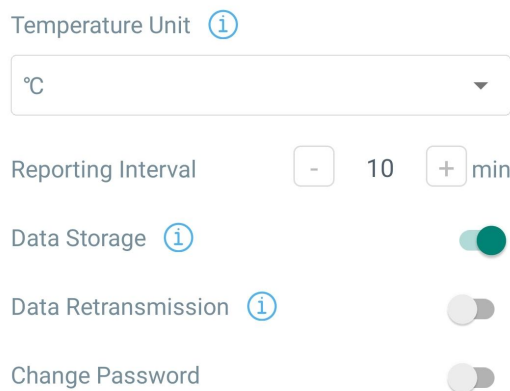 Temperature Unit i
℃
Reporting Interval - 10 + min
Data Storage i
Data Retransmission i
Change Password